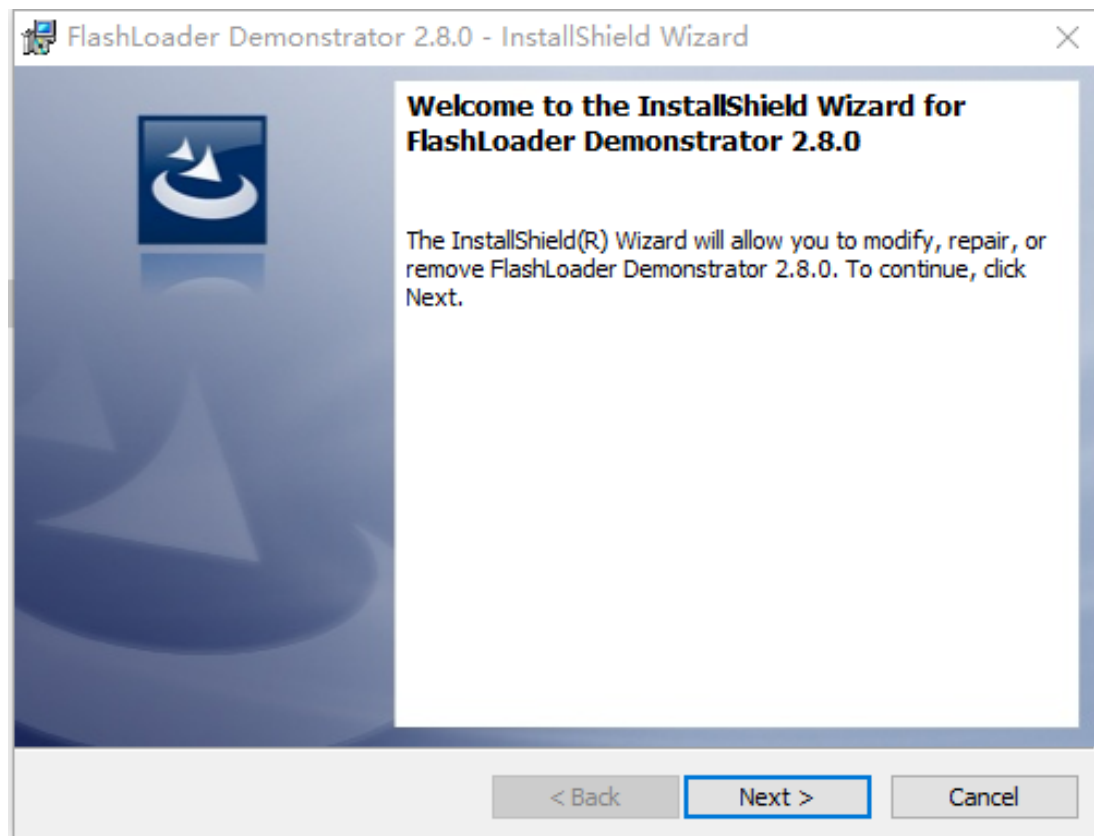 FlashLoader Demonstrator 2.8.0 - InstallShield Wizard
Welcome to the InstallShield Wizard for
FlashLoader Demonstrator 2.8.0
The InstallShield(R) Wizard will allow you to modify, repair, or
remove FlashLoader Demonstrator 2.8.0. To continue, click
Next.
< Back
Next >
Cancel